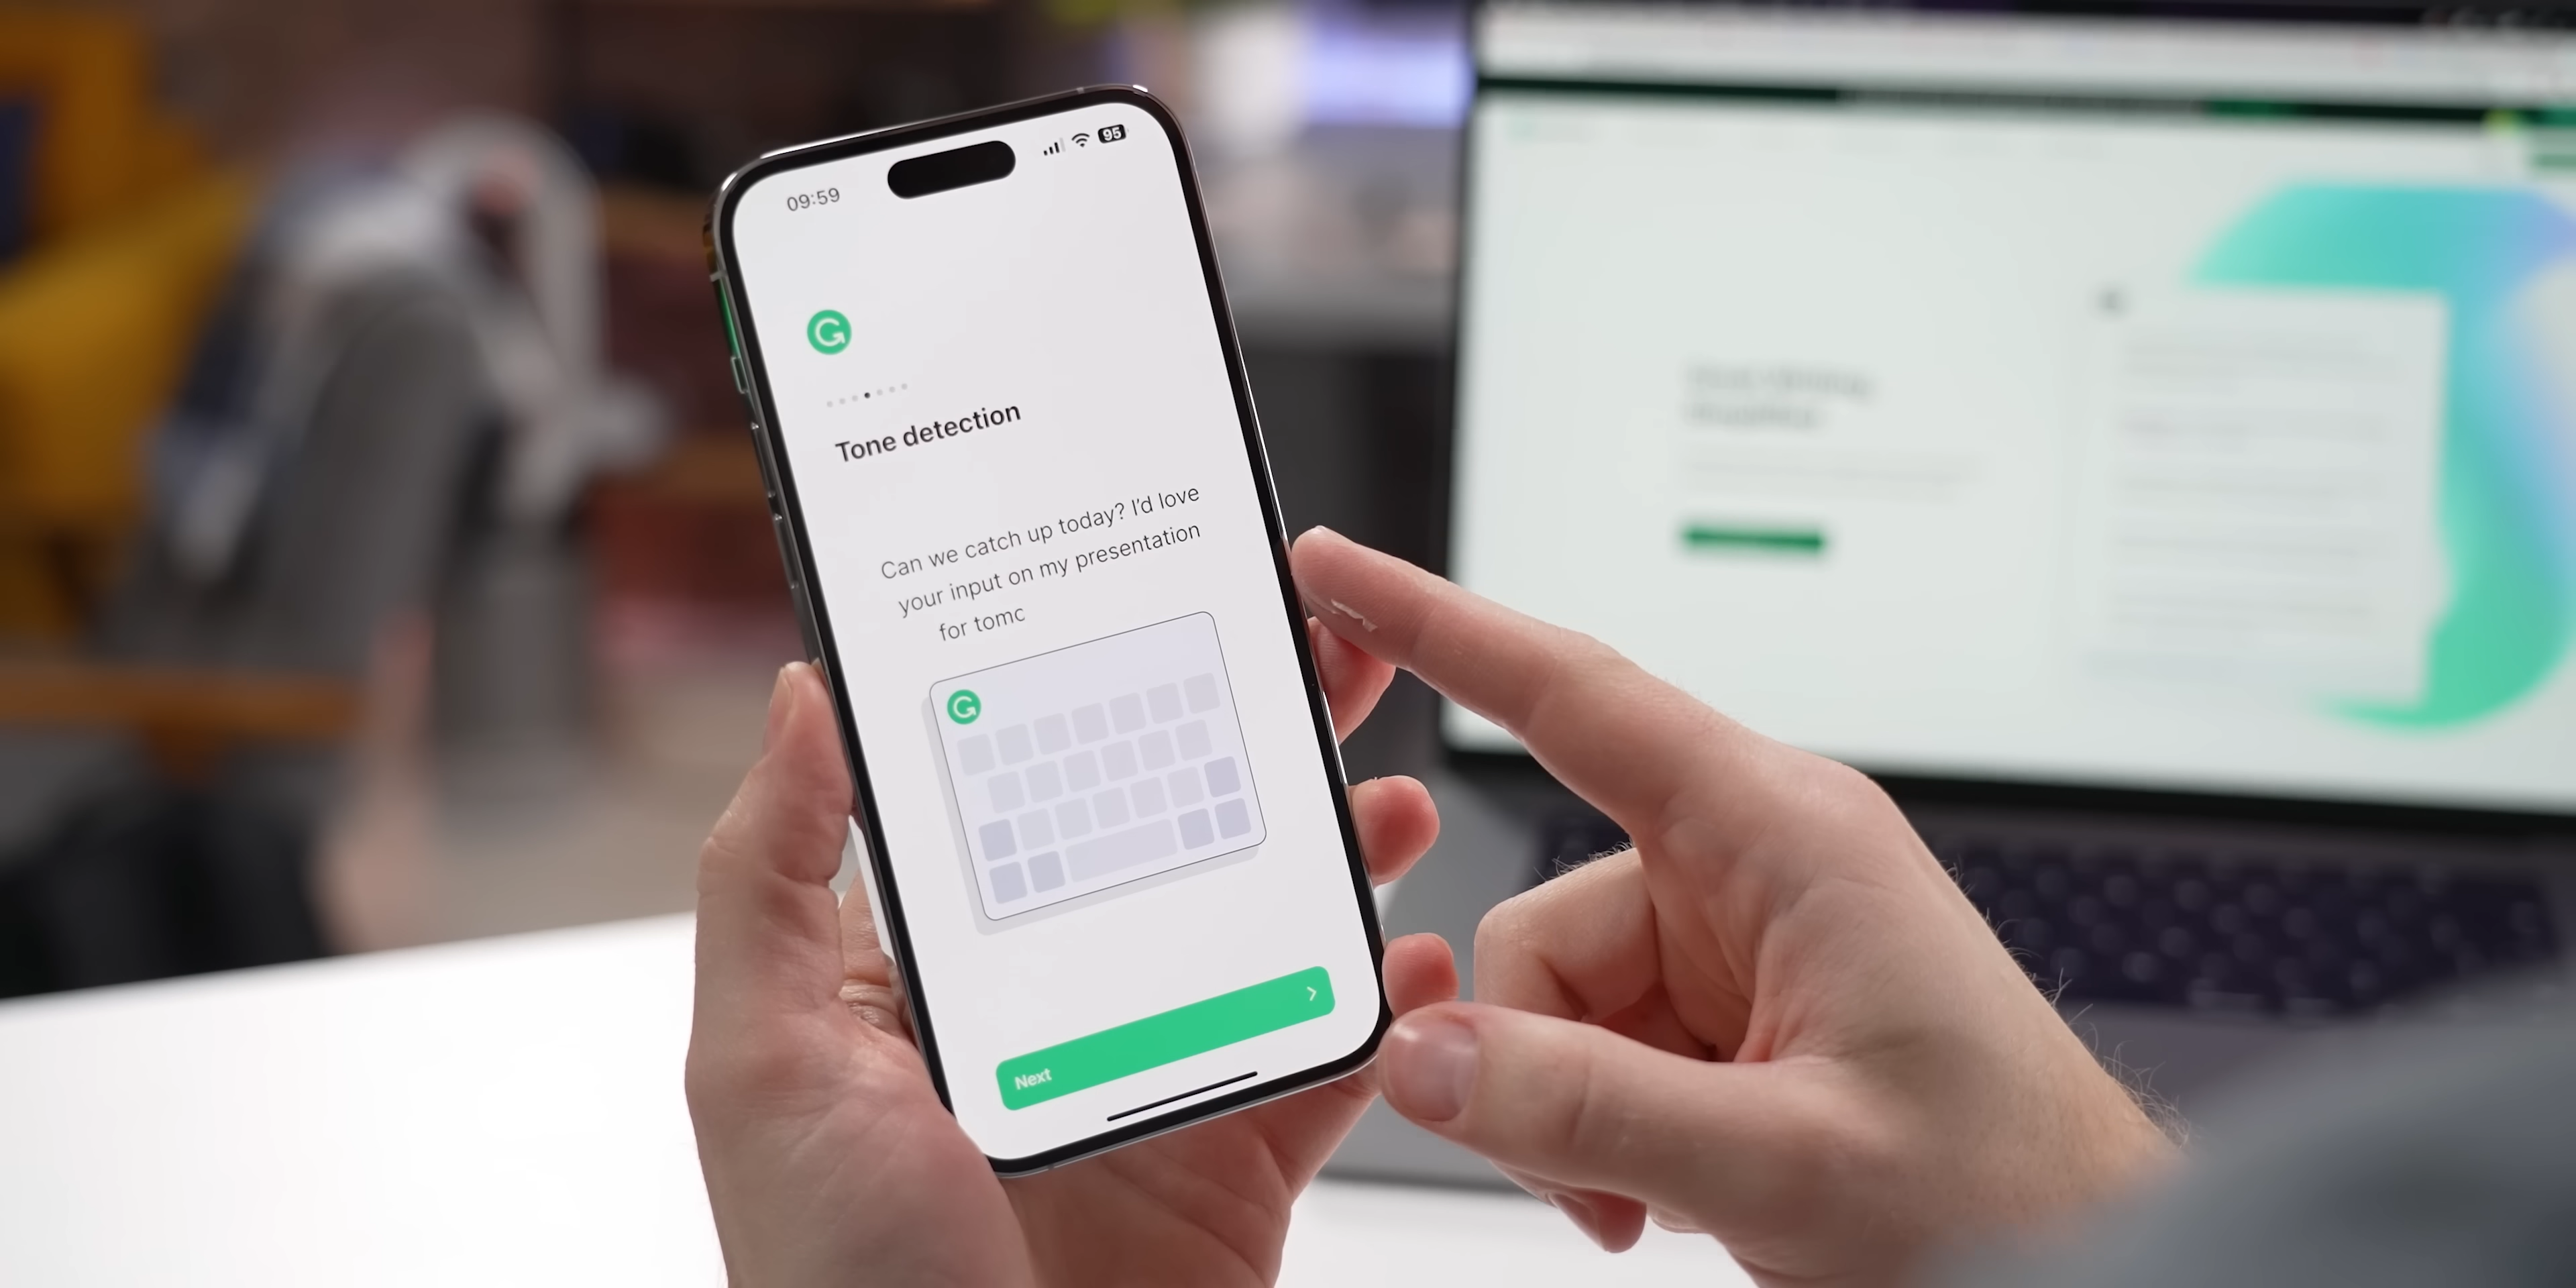 09:59
95
Tone detection
Can we catch up today? I'd love
your input on my presentation
for tomc
Next